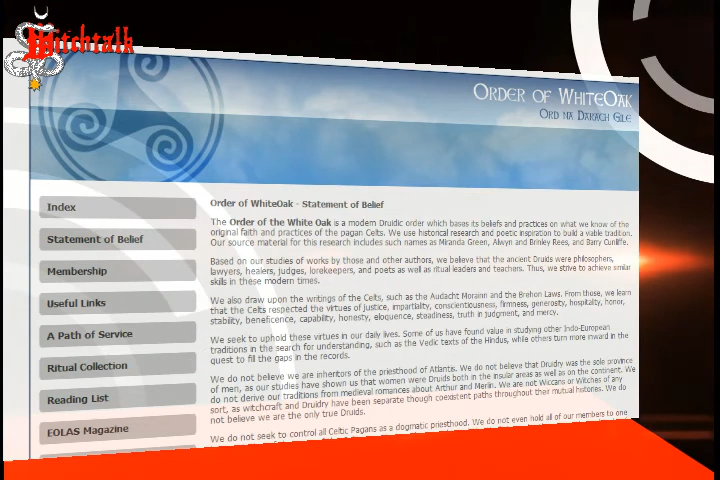 Witchtalk
ORDER OF WHITEOAK
ORD NA DARACH GILE
Index
Statement of Belief
Membership
Useful Links
A Path of Service
Ritual Collection
Reading List
EOLAS Magazine
Order of WhiteOak - Statement of Belief
The Order of the White Oak is a modern Druidic order which bases its beliefs and practices on what we know of the
original faith and practices of the pagan Celts. We use historical research and poetic inspiration to build a viable tradition.
Our source material for this research includes such names as Miranda Green, Alwyn and Brinley Rees, and Barry Cunliffe.
Based on our studies of works by those and other authors, we believe that the ancient Druids were philosophers,
lawyers, healers, judges, lorekeepers, and poets as well as ritual leaders and teachers. Thus, we strive to achieve similar
skills in these modern times.
We also draw upon the writings of the Celts, such as the Audacht Morainn and the Brehon Laws. From those, we learn
that the Celts respected the virtues of justice, impartiality, conscientiousness, firmness, generosity, hospitality, honor,
stability, beneficence, capability, honesty, eloquence, steadiness, truth in judgment, and mercy.
We seek to uphold these virtues in our daily lives. Some of us have found value in studying other Indo-European
traditions in the search for understanding, such as the Vedic texts of the Hindus, while others turn more inward in the
quest to fill the gaps in the records.
We do not believe we are inheritors of the priesthood of Atlantis. We do not believe that Druidry was the sole province
of men, as our studies have shown us that women were Druids both in the insular areas as well as on the continent. We
do not derive our traditions from medieval romances about Arthur and Merlin. We are not Wiccans or Witches of any
sort, as witchcraft and Druidry have been separate though coexistent paths throughout their mutual histories. We do
not believe we are the only true Druids.
We do not seek to control all Celtic Pagans as a dogmatic priesthood. We do not even hold all of our members to one